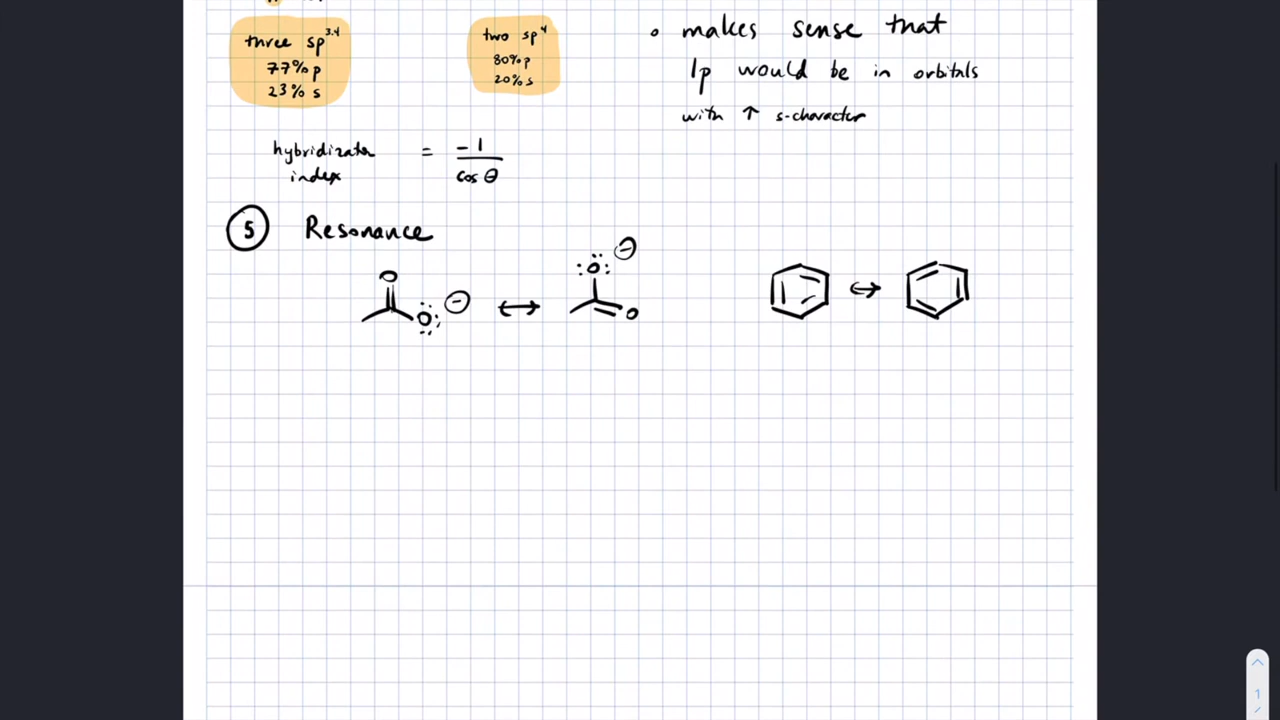 three sp3.4
77% p
23% s
two sp4
80% p
20% s
• makes sense that
lp would be in orbitals
with ↑ s-character
hybridization index = -1 / cos θ
5 Resonance
O
:Ö: ⊖
O: ⊖
O